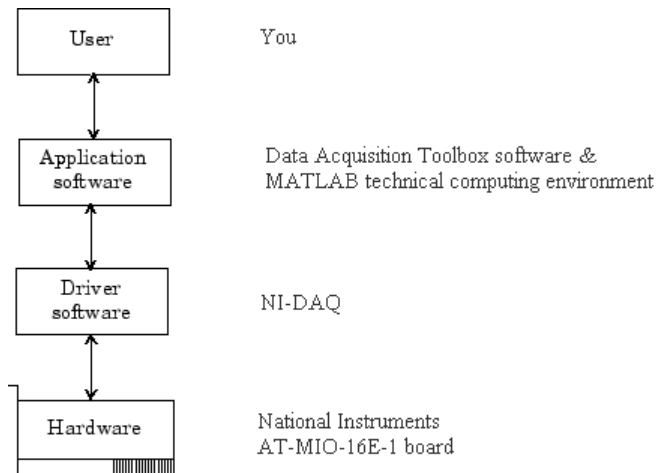 User
You
Application
software
Data Acquisition Toolbox software &
MATLAB technical computing environment
Driver
software
NI-DAQ
Hardware
National Instruments
AT-MIO-16E-1 board